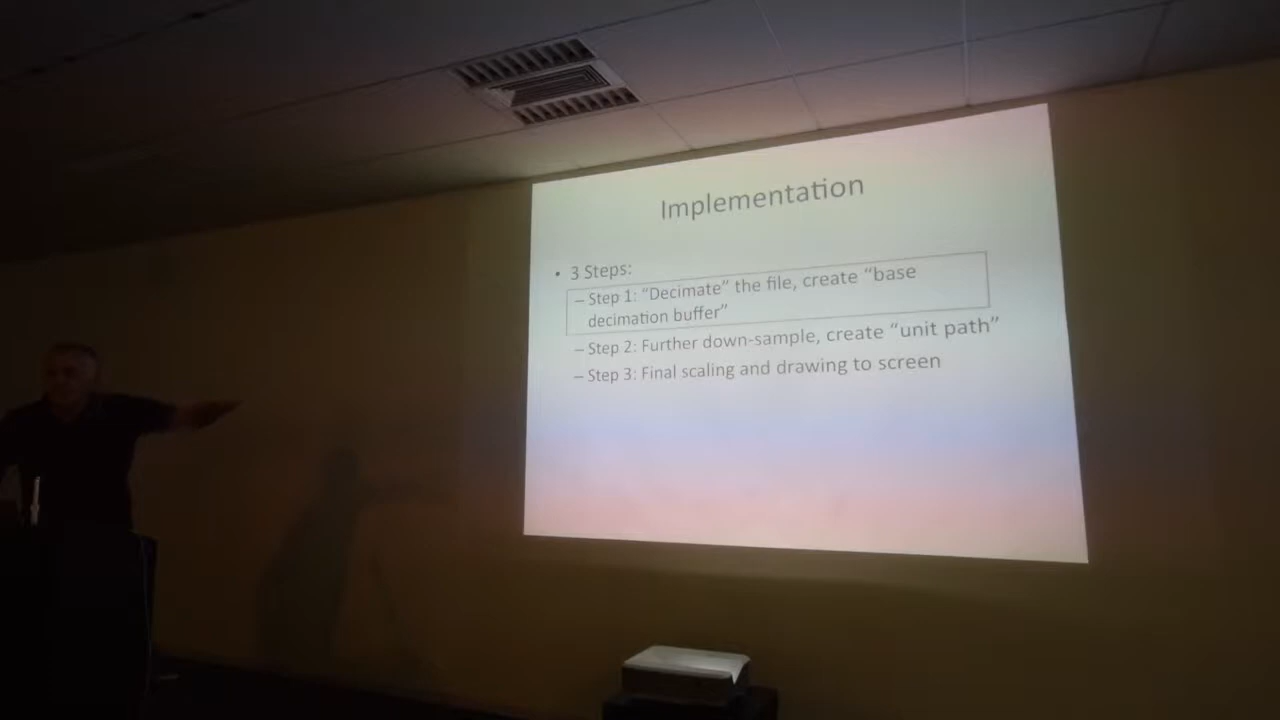 Implementation
• 3 Steps:
– Step 1: “Decimate” the file, create “base
decimation buffer”
– Step 2: Further down-sample, create “unit path”
– Step 3: Final scaling and drawing to screen